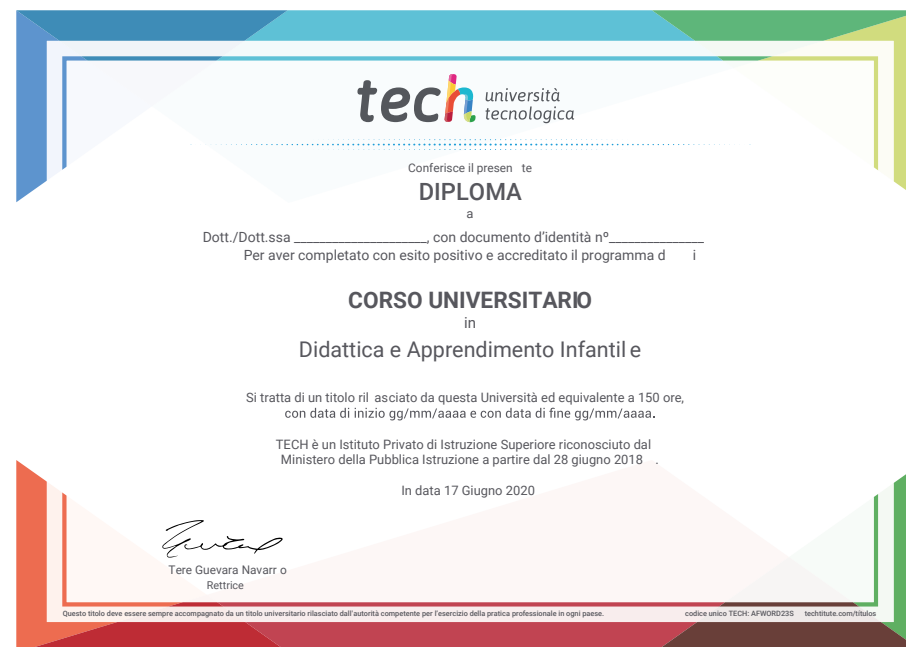 tech università
tecnologica
Conferisce il presen te
DIPLOMA
a
Dott./Dott.ssa _____________________, con documento d'identità nº_______________
Per aver completato con esito positivo e accreditato il programma d i
CORSO UNIVERSITARIO
in
Didattica e Apprendimento Infantil e
Si tratta di un titolo ril asciato da questa Università ed equivalente a 150 ore,
con data di inizio gg/mm/aaaa e con data di fine gg/mm/aaaa.
TECH è un Istituto Privato di Istruzione Superiore riconosciuto dal
Ministero della Pubblica Istruzione a partire dal 28 giugno 2018 .
In data 17 Giugno 2020
Tere Guevara Navarr o
Rettrice
Questo titolo deve essere sempre accompagnato da un titolo universitario rilasciato dall'autorità competente per l'esercizio della pratica professionale in ogni paese. codice unico TECH: AFWORD23S techtitute.com/titulos